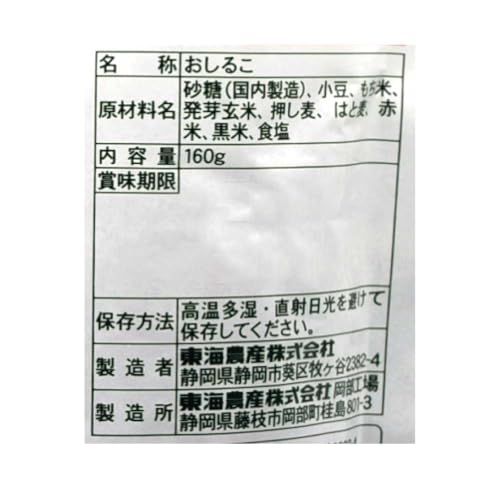 名称 おしるこ
原材料名 砂糖(国内製造)、小豆、もち米、
発芽玄米、押し麦、はと麦、赤
米、黒米、食塩
内容量 160g
賞味期限
保存方法 高温多湿・直射日光を避けて
保存してください。
製造者 東海農産株式会社
静岡県静岡市葵区牧ヶ谷2382-4
製造所 東海農産株式会社 岡部工場
静岡県藤枝市岡部町桂島801-3